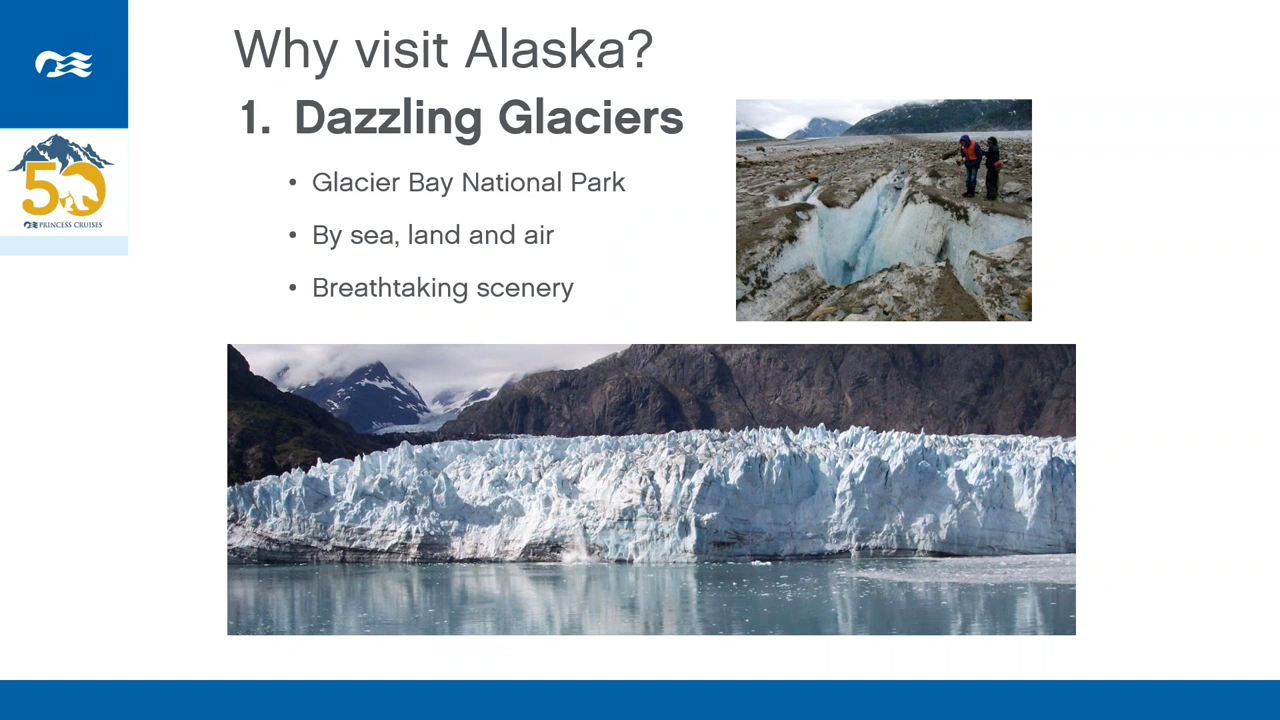 Why visit Alaska?
1. Dazzling Glaciers
• Glacier Bay National Park
• By sea, land and air
• Breathtaking scenery
50
PRINCESS CRUISES